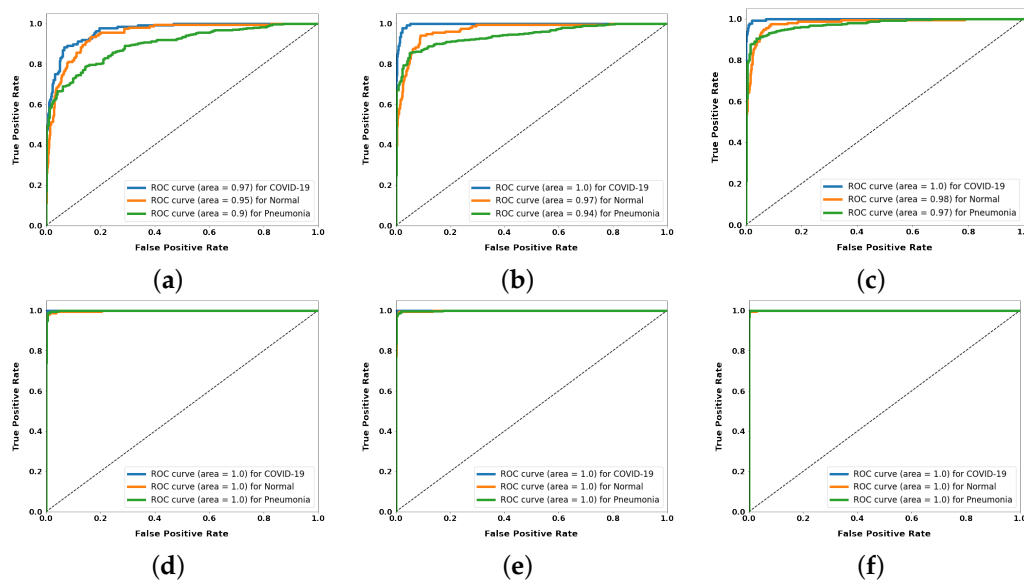 1.0
0.8
0.6
0.4
0.2
0.0
True Positive Rate
ROC curve (area = 0.97) for COVID-19
ROC curve (area = 0.95) for Normal
ROC curve (area = 0.9) for Pneumonia
0.0 0.2 0.4 0.6 0.8 1.0
False Positive Rate
(a)
1.0
0.8
0.6
0.4
0.2
0.0
True Positive Rate
ROC curve (area = 1.0) for COVID-19
ROC curve (area = 0.97) for Normal
ROC curve (area = 0.94) for Pneumonia
0.0 0.2 0.4 0.6 0.8 1.0
False Positive Rate
(b)
1.0
0.8
0.6
0.4
0.2
0.0
True Positive Rate
ROC curve (area = 1.0) for COVID-19
ROC curve (area = 0.98) for Normal
ROC curve (area = 0.97) for Pneumonia
0.0 0.2 0.4 0.6 0.8
False Positive Rate
(c)
1.0
0.8
0.6
0.4
0.2
0.0
True Positive Rate
ROC curve (area = 1.0) for COVID-19
ROC curve (area = 1.0) for Normal
ROC curve (area = 1.0) for Pneumonia
0.0 0.2 0.4 0.6 0.8 1.0
False Positive Rate
(d)
1.0
0.8
0.6
0.4
0.2
0.0
True Positive Rate
ROC curve (area = 1.0) for COVID-19
ROC curve (area = 1.0) for Normal
ROC curve (area = 1.0) for Pneumonia
0.0 0.2 0.4 0.6 0.8 1.0
False Positive Rate
(e)
1.0
0.8
0.6
0.4
0.2
0.0
True Positive Rate
ROC curve (area = 1.0) for COVID-19
ROC curve (area = 1.0) for Normal
ROC curve (area = 1.0) for Pneumonia
0.0 0.2 0.4 0.6 0.8 1.0
False Positive Rate
(f)